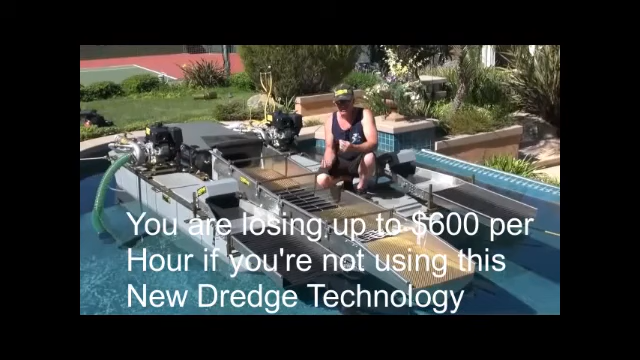 You are losing up to $600 per
Hour if you're not using this
New Dredge Technology